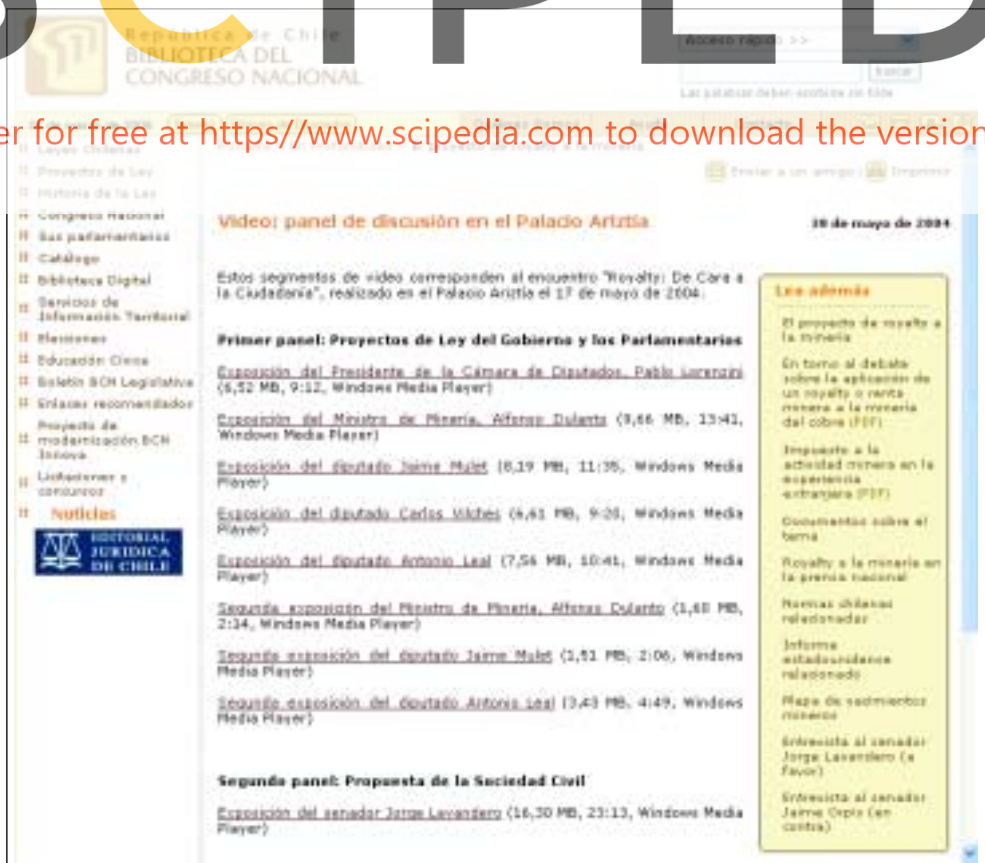 SCIPED
República de Chile
BIBLIOTECA DEL
CONGRESO NACIONAL
Acceso rápido >>
buscar
Las palabras deben escribirse sin tilde
er for free at https//www.scipedia.com to download the version
Leyes Chilenas
Proyectos de Ley
Historia de la Ley
Congreso Nacional
Sus parlamentarios
Catálogo
Biblioteca Digital
Servicios de
Información Territorial
Elecciones
Educación Cívica
Boletín BCN Legislativa
Enlaces recomendados
Proyecto de
modernización BCN
Innova
Licitaciones y
concursos
Noticias
EDITORIAL
JURIDICA
DE CHILE
Enviar a un amigo | Imprimir
Video: panel de discusión en el Palacio Ariztía
de mayo de 2004
Estos segmentos de video corresponden al encuentro "Royalty: De Cara a
la Ciudadanía", realizado en el Palacio Ariztía el 17 de mayo de 2004.
Primer panel: Proyectos de Ley del Gobierno y los Parlamentarios
Exposición del Presidente de la Cámara de Diputados, Pablo Lorenzini
(6,52 MB, 9:12, Windows Media Player)
Exposición del Ministro de Minería, Alfonso Dulanto (9,66 MB, 13:41,
Windows Media Player)
Exposición del diputado Jaime Mulet (8,19 MB, 11:35, Windows Media
Player)
Exposición del diputado Carlos Vilches (6,61 MB, 9:20, Windows Media
Player)
Exposición del diputado Antonio Leal (7,56 MB, 10:41, Windows Media
Player)
Segunda exposición del Ministro de Minería, Alfonso Dulanto (1,60 MB,
2:14, Windows Media Player)
Segunda exposición del diputado Jaime Mulet (1,51 MB, 2:06, Windows
Media Player)
Segunda exposición del diputado Antonio Leal (3,43 MB, 4:49, Windows
Media Player)
Segundo panel: Propuesta de la Sociedad Civil
Exposición del senador Jorge Lavandero (16,30 MB, 23:13, Windows Media
Player)
Lea además
El proyecto de royalty a
la minería
En torno al debate
sobre la aplicación de
un royalty o renta
minera a la minería
del cobre (PDF)
Impuesto a la
actividad minera en la
experiencia
extranjera (PDF)
Documentos sobre el
tema
Royalty a la minería en
la prensa nacional
Normas chilenas
relacionadas
Informe
estadounidense
relacionado
Mapa de yacimientos
mineros
Entrevista al senador
Jorge Lavandero (a
favor)
Entrevista al senador
Jaime Orpis (en
contra)